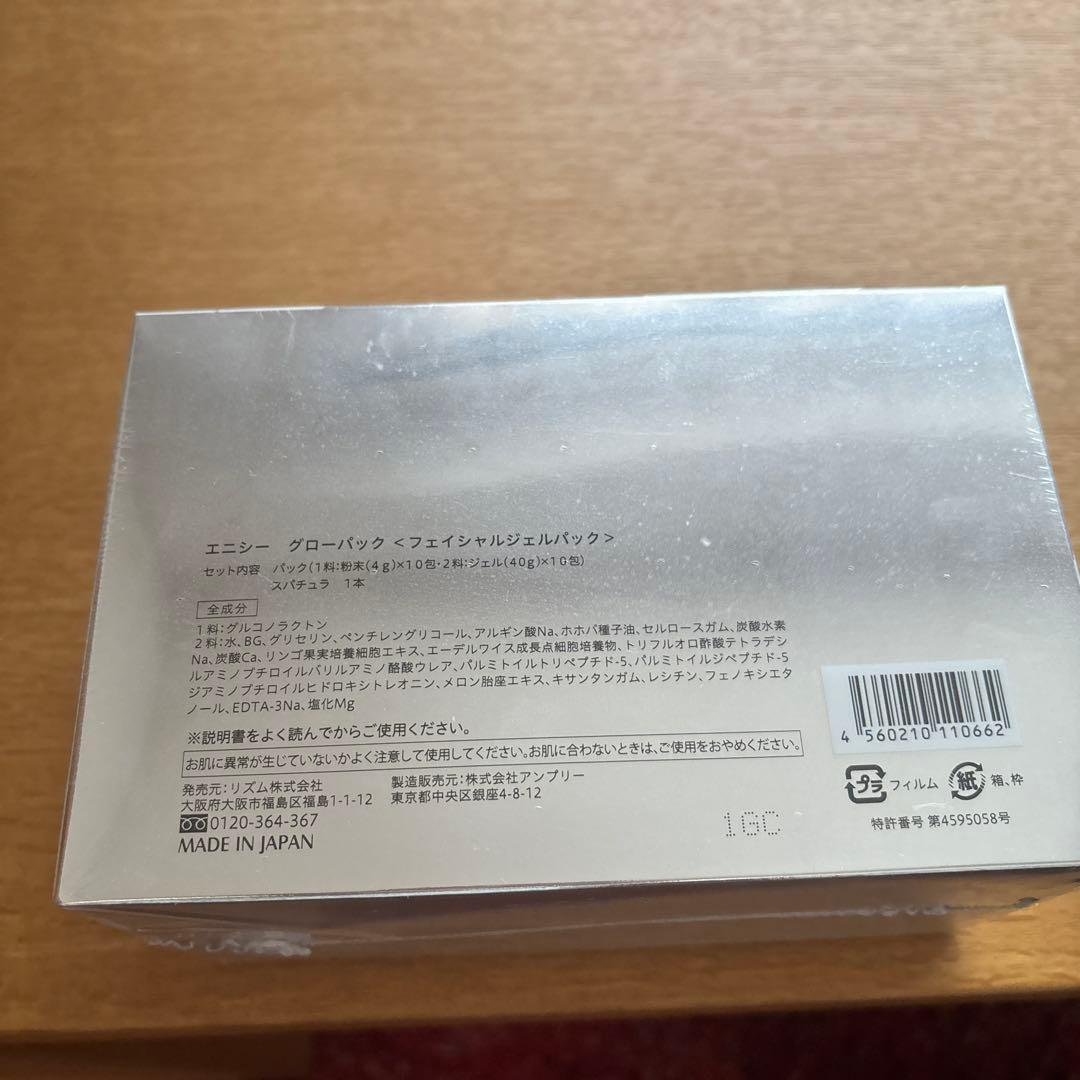 エニシー グローパック <フェイシャルジェルパック>
セット内容 パック(1料:粉末(4g)×10包・2料:ジェル(40g)×10包)
スパチュラ 1本
全成分
1料:グルコノラクトン
2料:水、BG、グリセリン、ペンチレングリコール、アルギン酸Na、ホホバ種子油、セルロースガム、炭酸水素
Na、炭酸Ca、リンゴ果実培養細胞エキス、エーデルワイス成長点細胞培養物、トリフルオロ酢酸テトラデシ
ルアミノブチロイルバリルアミノ酪酸ウレア、パルミトイルトリペプチド-5、パルミトイルジペプチド-5
ジアミノブチロイルヒドロキシトレオニン、メロン胎座エキス、キサンタンガム、レシチン、フェノキシエタ
ノール、EDTA-3Na、塩化Mg
※説明書をよく読んでからご使用ください。
お肌に異常が生じていないかよく注意して使用してください。お肌に合わないときは、ご使用をおやめください。
発売元:リズム株式会社 製造販売元:株式会社アンプリー
大阪府大阪市福島区福島1-1-12 東京都中央区銀座4-8-12
0120-364-367
MADE IN JAPAN
1GC
4 560210 110662
プラ フィルム 紙 箱、枠
特許番号 第4595058号